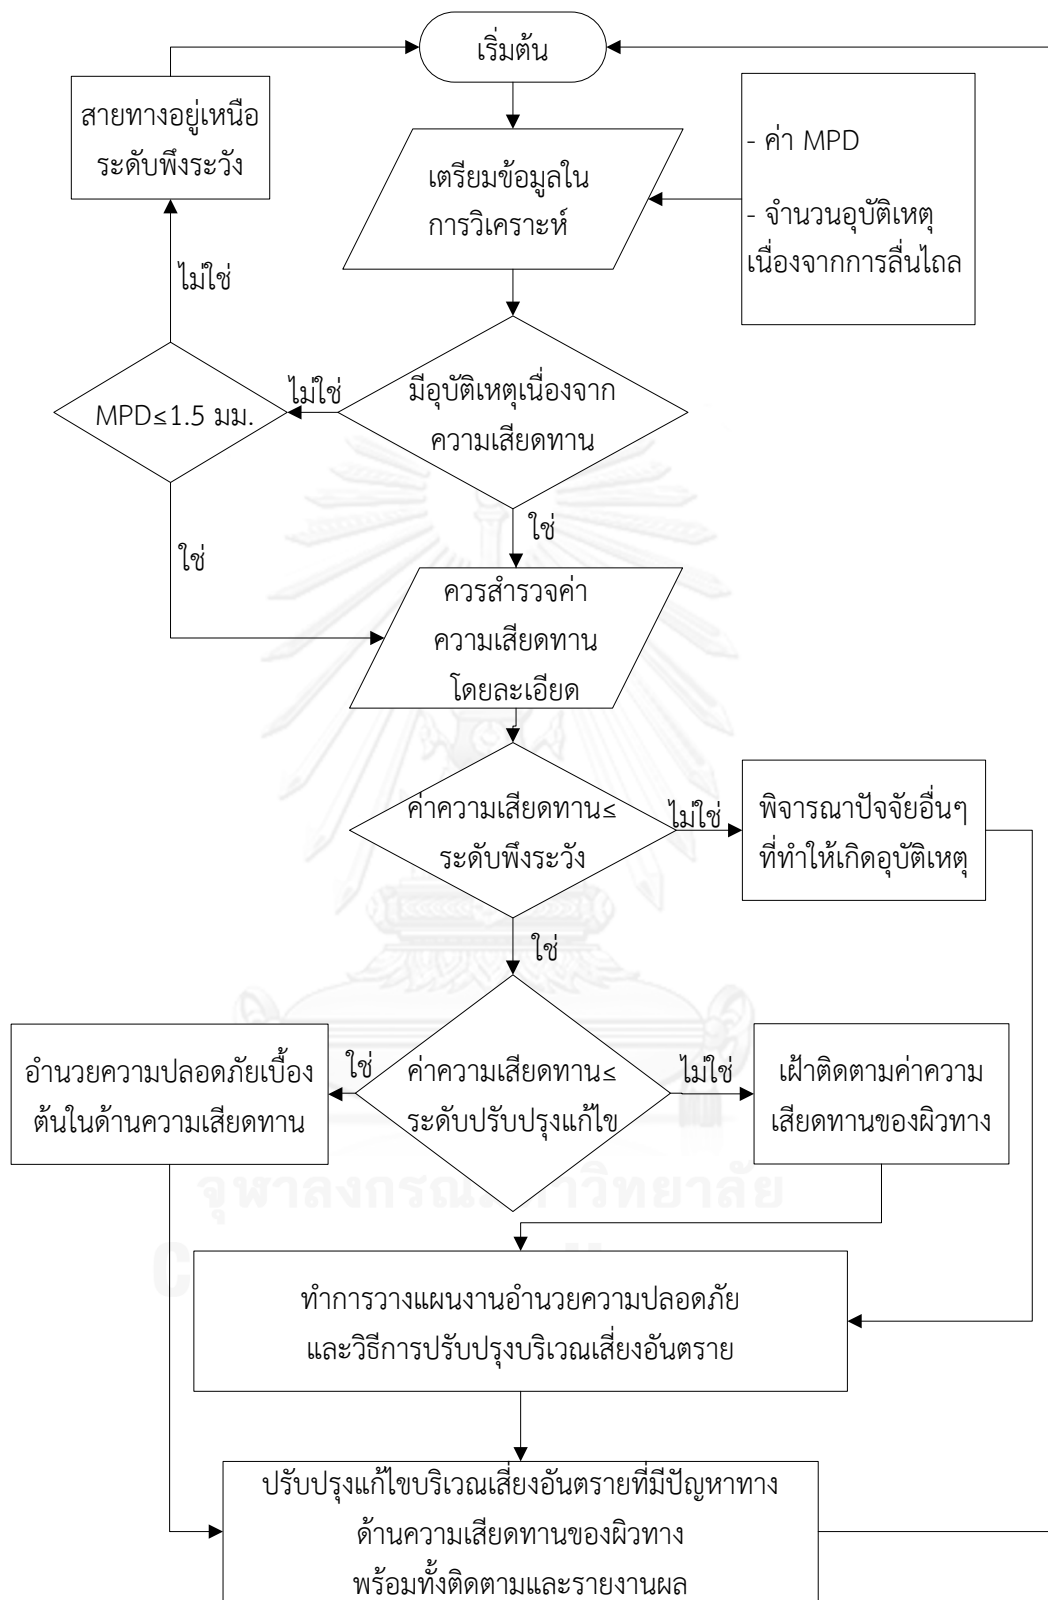 เริ่มต้น
สายทางอยู่เหนือ
ระดับพึงระวัง
เตรียมข้อมูลใน
การวิเคราะห์
- ค่า MPD
- จำนวนอุบัติเหตุ
เนื่องจากการลื่นไถล
ไม่ใช่
มีอุบัติเหตุเนื่องจาก
ความเสียดทาน
ไม่ใช่
MPD≤1.5 มม.
ใช่
ใช่
ควรสำรวจค่า
ความเสียดทาน
โดยละเอียด
ค่าความเสียดทาน≤
ระดับพึงระวัง
ไม่ใช่
พิจารณาปัจจัยอื่นๆ
ที่ทำให้เกิดอุบัติเหตุ
ใช่
อำนวยความปลอดภัยเบื้อง
ต้นในด้านความเสียดทาน
ใช่
ค่าความเสียดทาน≤
ระดับปรับปรุงแก้ไข
ไม่ใช่
เฝ้าติดตามค่าความ
เสียดทานของผิวทาง
ทำการวางแผนงานอำนวยความปลอดภัย
และวิธีการปรับปรุงบริเวณเสี่ยงอันตราย
ปรับปรุงแก้ไขบริเวณเสี่ยงอันตรายที่มีปัญหาทาง
ด้านความเสียดทานของผิวทาง
พร้อมทั้งติดตามและรายงานผล